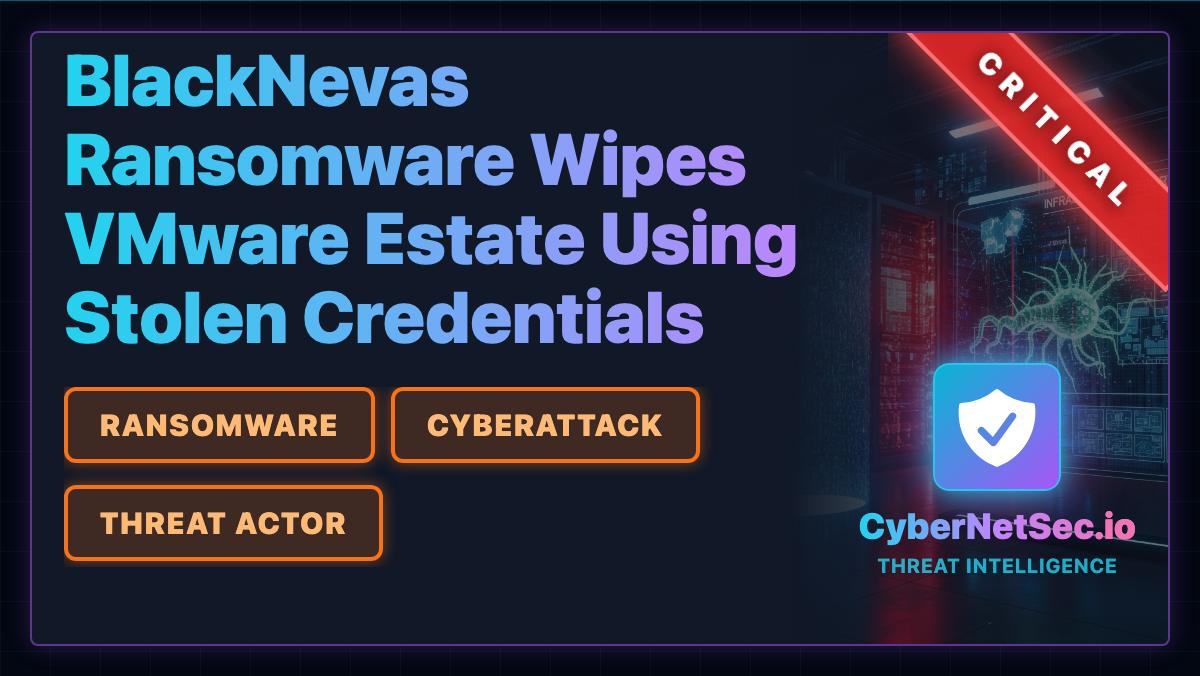 BlackNevas
Ransomware Wipes
VMware Estate Using
Stolen Credentials
CRITICAL
RANSOMWARE
CYBERATTACK
THREAT ACTOR
CyberNetSec.io
THREAT INTELLIGENCE